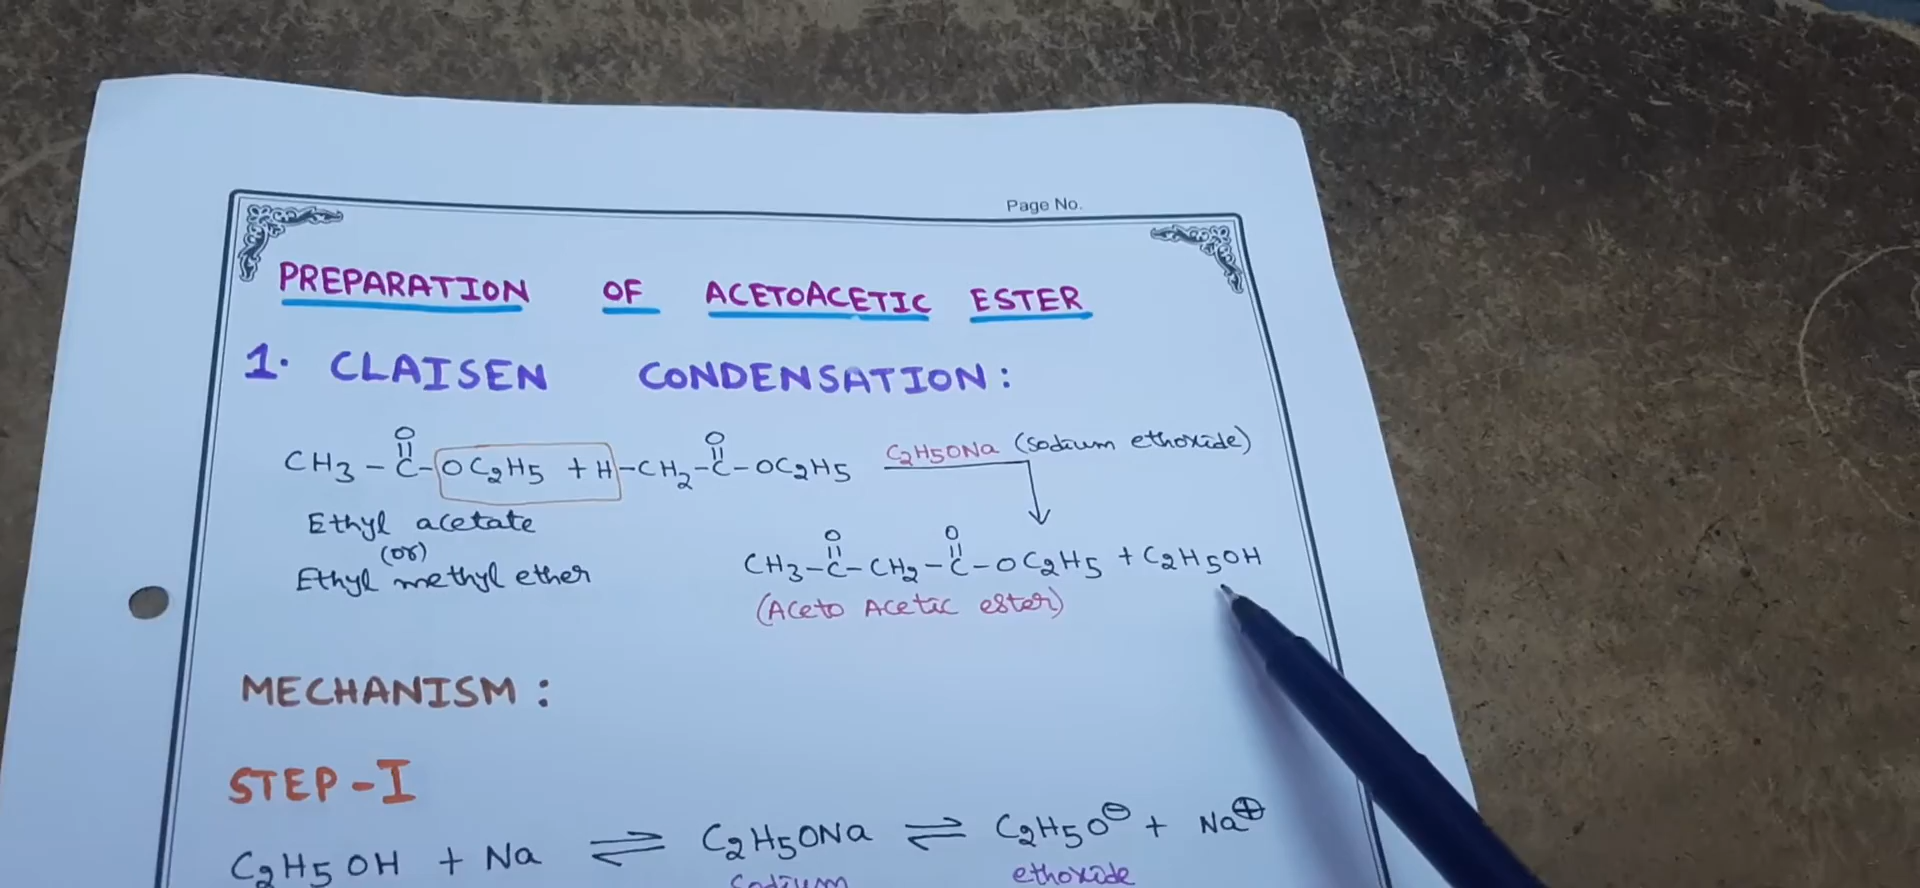 Page No.
PREPARATION OF ACETOACETIC ESTER
1. CLAISEN CONDENSATION:
O O
CH3-C-OC2H5 + H-CH2-C-OC2H5 C2H5ONa (sodium ethoxide)
Ethyl acetate
(or)
Ethyl methyl ether
O O
CH3-C-CH2-C-OC2H5 + C2H5OH
(Aceto Acetic ester)
MECHANISM:
STEP-I
C2H5OH + Na ⇌ C2H5ONa ⇌ C2H5O⊖ + Na⊕
Sodium ethoxide